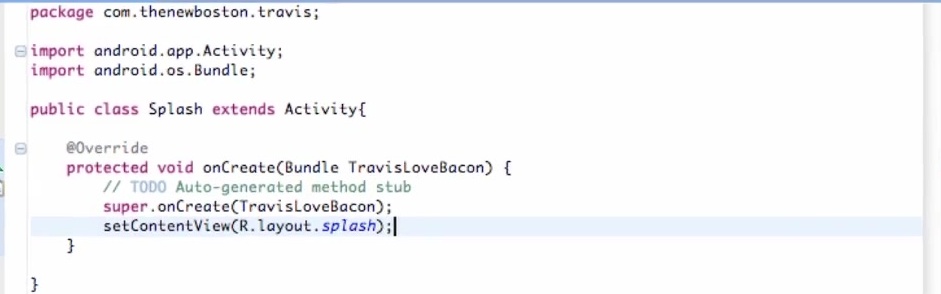 package com.thenewboston.travis;
import android.app.Activity;
import android.os.Bundle;
public class Splash extends Activity{
@Override
protected void onCreate(Bundle TravisLoveBacon) {
// TODO Auto-generated method stub
super.onCreate(TravisLoveBacon);
setContentView(R.layout.splash);
}
}